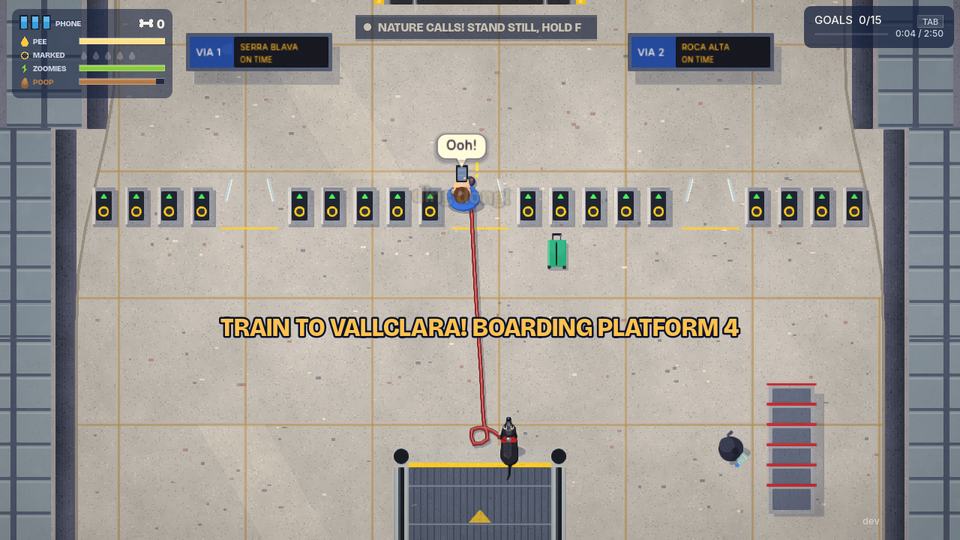 PHONE
0
PEE
MARKED
ZOOMIES
POOP
NATURE CALLS! STAND STILL, HOLD F
GOALS 0/15
TAB
0:04 / 2:50
VIA 1
SERRA BLAVA
ON TIME
VIA 2
ROCA ALTA
ON TIME
Ooh!
TRAIN TO VALLCLARA! BOARDING PLATFORM 4
dev